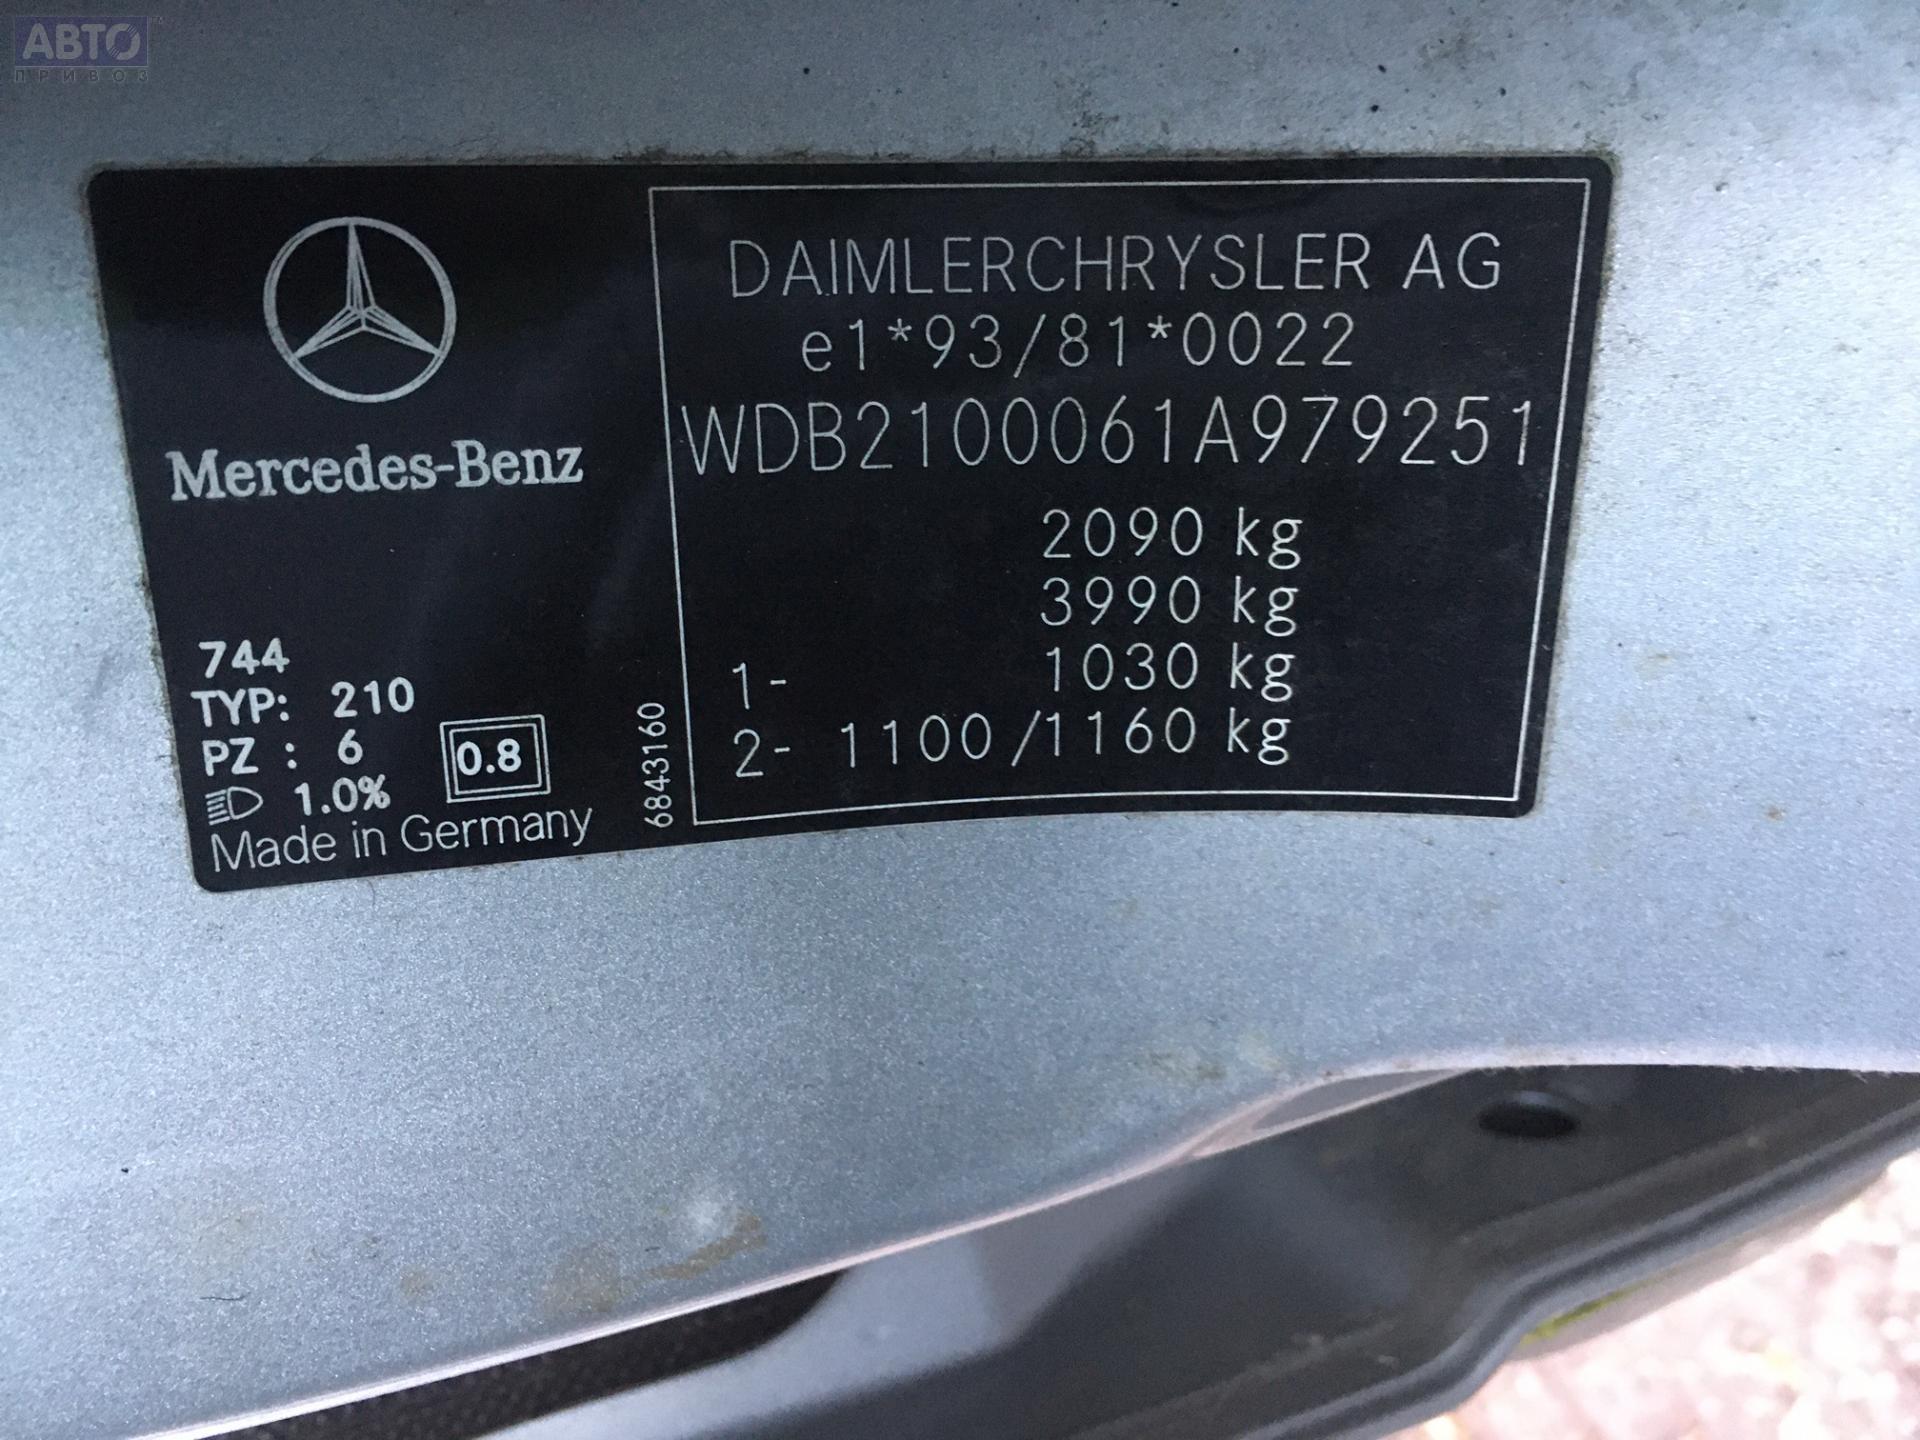 АВТО™
ПРИВОЗ
Mercedes-Benz
744
TYP: 210
PZ : 6
1.0%
0.8
Made in Germany
6843160
DAIMLERCHRYSLER AG
e1*93/81*0022
WDB2100061A979251
2090 kg
3990 kg
1- 1030 kg
2- 1100/1160 kg